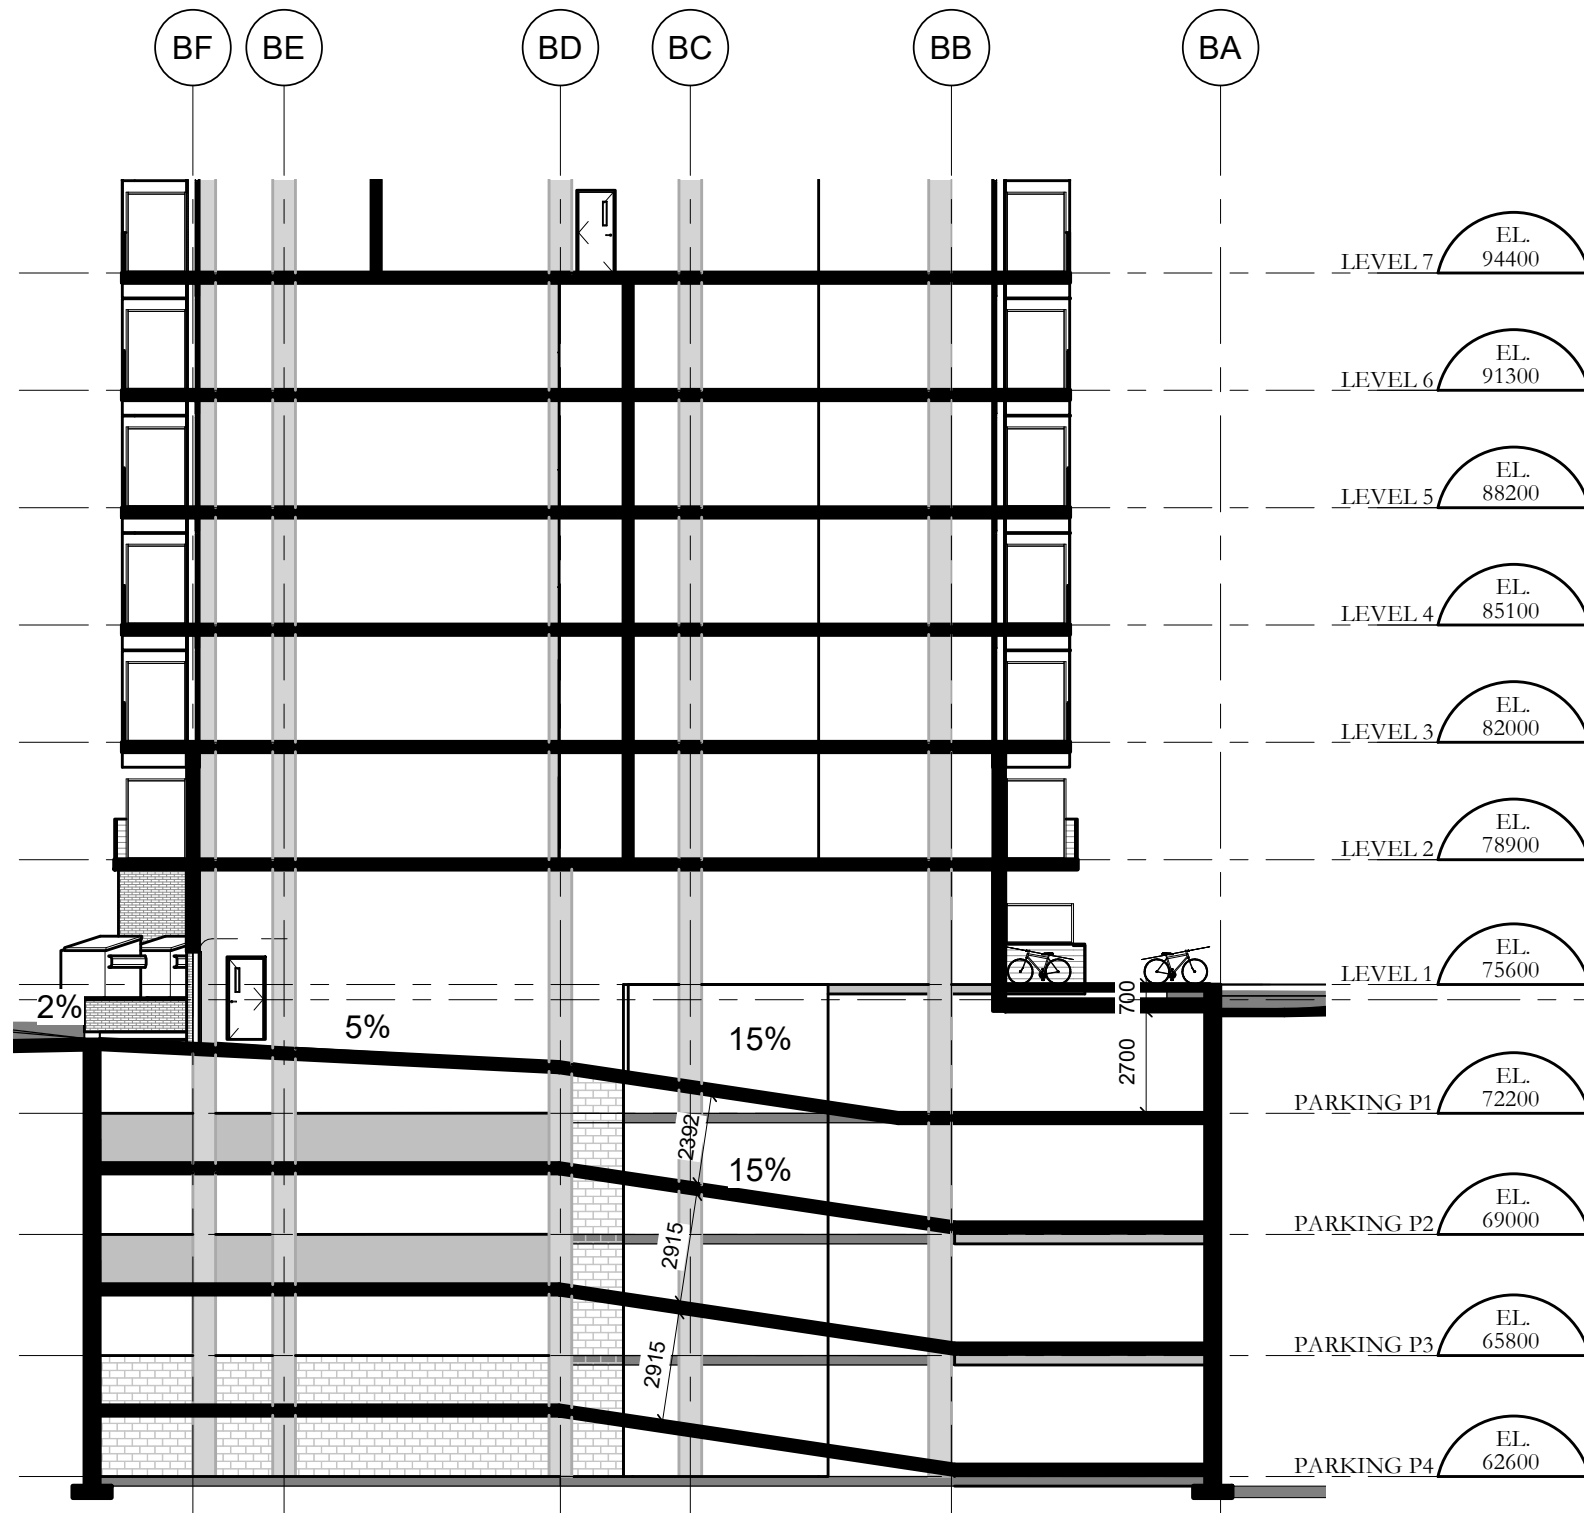 BF BE BD BC BB BA
LEVEL 7 EL. 94400
LEVEL 6 EL. 91300
LEVEL 5 EL. 88200
LEVEL 4 EL. 85100
LEVEL 3 EL. 82000
LEVEL 2 EL. 78900
LEVEL 1 EL. 75600
2%
5%
15%
700
2700
PARKING P1 EL. 72200
2392
15%
PARKING P2 EL. 69000
2915
PARKING P3 EL. 65800
2915
PARKING P4 EL. 62600